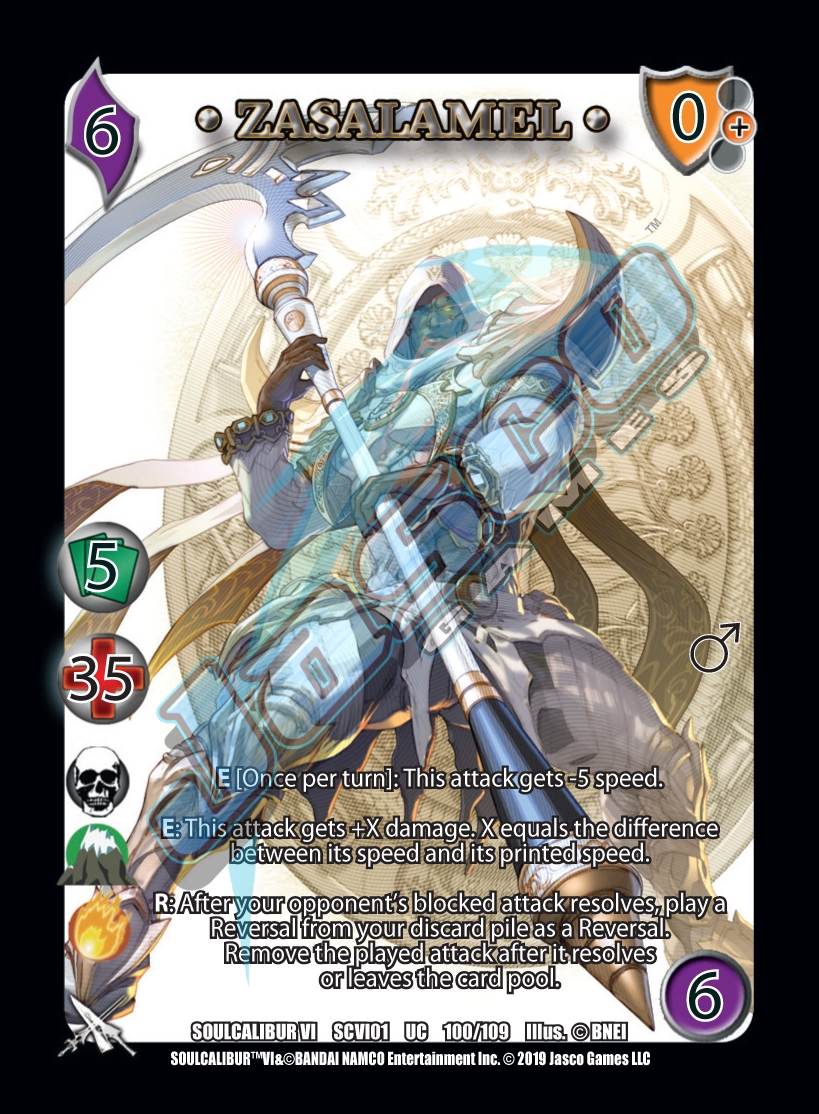 6
• ZASALAMEL •
0
+
TM
JASCO
GAMES
5
35
E [Once per turn]: This attack gets -5 speed.
E: This attack gets +X damage. X equals the difference
between its speed and its printed speed.
R: After your opponent's blocked attack resolves, play a
Reversal from your discard pile as a Reversal.
Remove the played attack after it resolves
or leaves the card pool.
6
SOULCALIBUR VI SCVI01 UC 100/109 Illus. ©BNEI
SOULCALIBUR™VI&©BANDAI NAMCO Entertainment Inc. © 2019 Jasco Games LLC